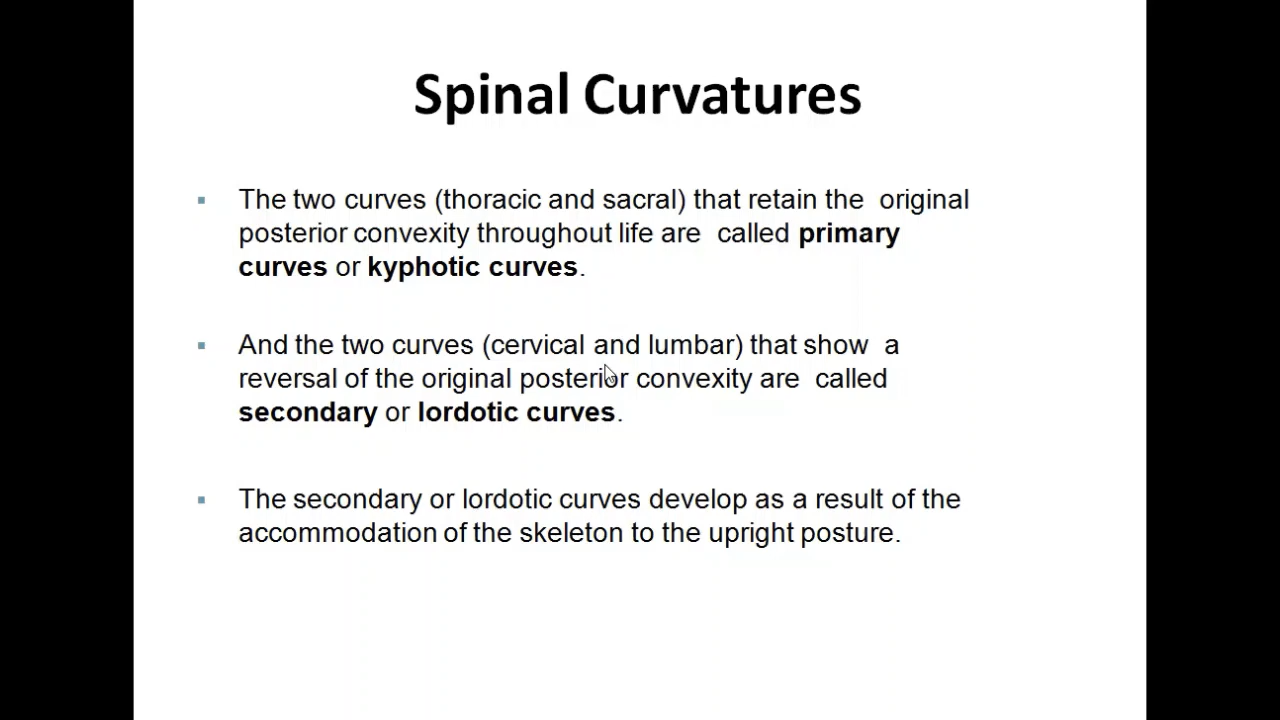 Spinal Curvatures
▪ The two curves (thoracic and sacral) that retain the original
posterior convexity throughout life are called primary
curves or kyphotic curves.
▪ And the two curves (cervical and lumbar) that show a
reversal of the original posterior convexity are called
secondary or lordotic curves.
▪ The secondary or lordotic curves develop as a result of the
accommodation of the skeleton to the upright posture.